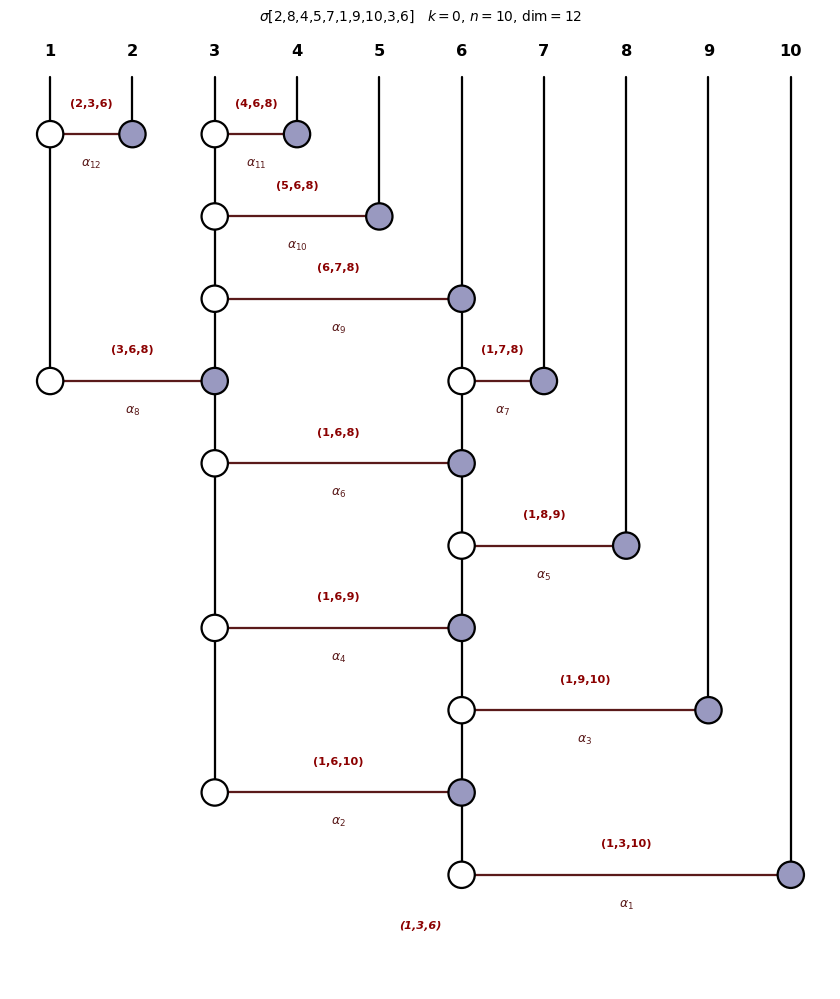 σ[2,8,4,5,7,1,9,10,3,6] k=0, n=10, dim=12
1 2 3 4 5 6 7 8 9 10
(2,3,6) (4,6,8)
α₁₂ α₁₁
(5,6,8)
α₁₀
(6,7,8)
α₉
(3,6,8) (1,7,8)
α₈ α₇
(1,6,8)
α₆
(1,8,9)
α₅
(1,6,9)
α₄
(1,9,10)
α₃
(1,6,10)
α₂
(1,3,10)
α₁
(1,3,6)